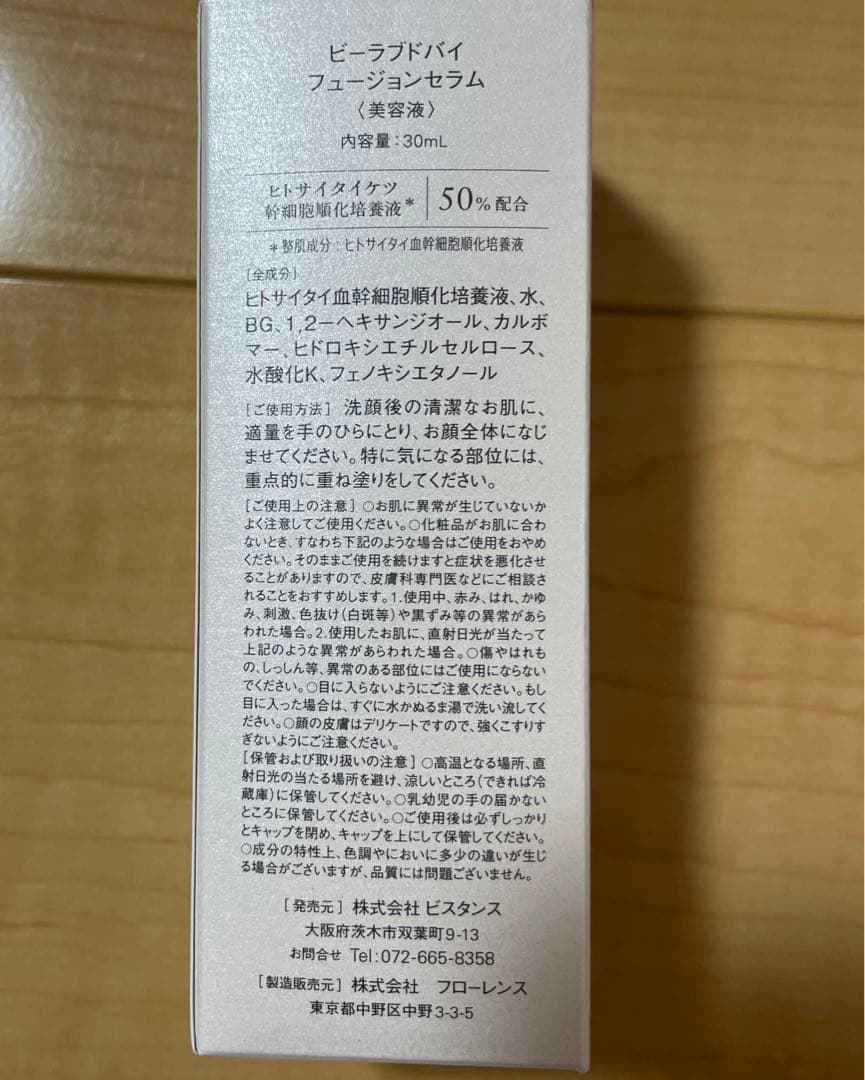 ビーラブドバイ
フュージョンセラム
〈美容液〉
内容量：30mL
ヒトサイタイケツ
幹細胞順化培養液*
50%配合
*整肌成分：ヒトサイタイ血幹細胞順化培養液
［全成分］
ヒトサイタイ血幹細胞順化培養液、水、
BG、1,2-ヘキサンジオール、カルボ
マー、ヒドロキシエチルセルロース、
水酸化K、フェノキシエタノール
［ご使用方法］洗顔後の清潔なお肌に、
適量を手のひらにとり、お顔全体になじ
ませてください。特に気になる部位には、
重点的に重ね塗りをしてください。
［ご使用上の注意］○お肌に異常が生じていないか
よく注意してご使用ください。○化粧品がお肌に合わ
ないとき、すなわち下記のような場合はご使用をおやめ
ください。そのままご使用を続けますと症状を悪化させ
ることがありますので、皮膚科専門医などにご相談さ
れることをおすすめします。1.使用中、赤み、はれ、かゆ
み、刺激、色抜け(白斑等)や黒ずみ等の異常があら
われた場合。2.使用したお肌に、直射日光が当たって
上記のような異常があらわれた場合。○傷やはれも
の、しっしん等、異常のある部位にはご使用にならない
でください。○目に入らないようにご注意ください。もし
目に入った場合は、すぐに水かぬるま湯で洗い流してく
ださい。○顔の皮膚はデリケートですので、強くこすりす
ぎないようにご注意ください。
［保管および取り扱いの注意］○高温となる場所、直
射日光の当たる場所を避け、涼しいところ(できれば冷
蔵庫)に保管してください。○乳幼児の手の届かない
ところに保管してください。○ご使用後は必ずしっかり
とキャップを閉め、キャップを上にして保管してください。
○成分の特性上、色調やにおいに多少の違いが生じ
る場合がございますが、品質には問題ございません。
［発売元］株式会社 ビスタンス
大阪府茨木市双葉町9-13
お問合せ Tel:072-665-8358
［製造販売元］株式会社 フローレンス
東京都中野区中野3-3-5